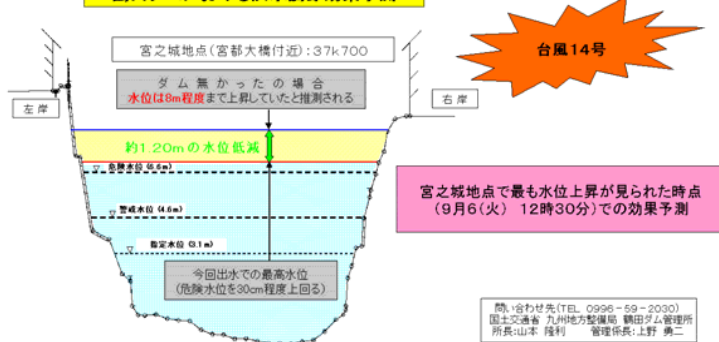 宮之城地点(宮都大橋付近):37k700
台風14号
ダム無かったの場合
水位は8m程度まで上昇していたと推測される
左岸
右岸
約1.20mの水位低減
危険水位 (6.6m)
宮之城地点で最も水位上昇が見られた時点
(9月6(火) 12時30分)での効果予測
警戒水位 (4.6m)
指定水位 (3.1m)
今回出水での最高水位
(危険水位を30cm程度上回る)
問い合わせ先(TEL 0996-59-2030)
国土交通省 九州地方整備局 鶴田ダム管理所
所長:山本 隆利 管理係長:上野 勇二